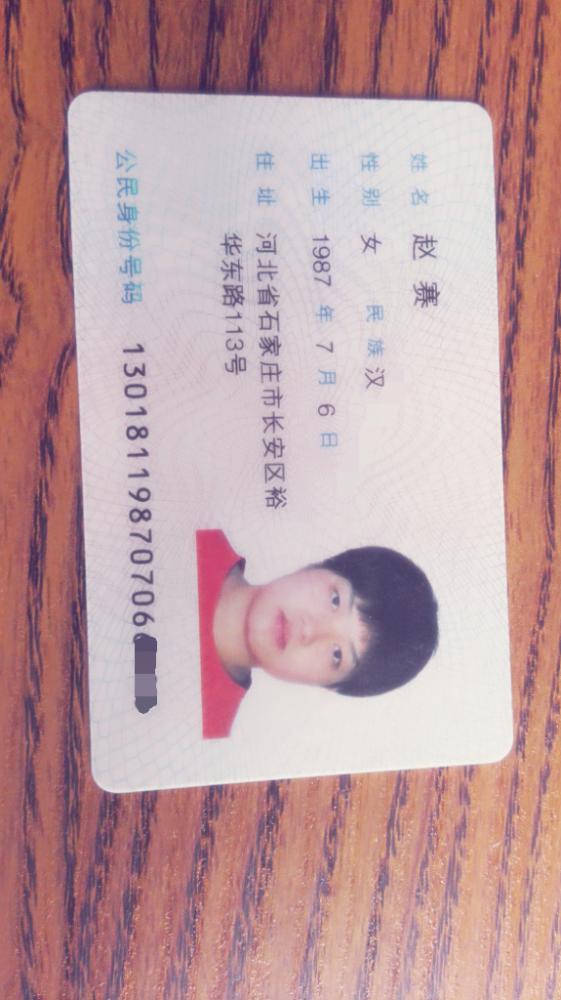 姓名 赵赛
性别 女 民族 汉
出生 1987 年 7 月 6 日
住址 河北省石家庄市长安区裕
华东路113号
公民身份号码 13018119870706